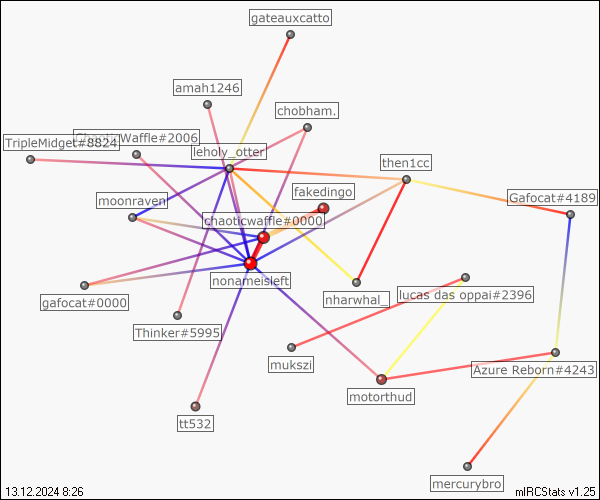 gateauxcatto
amah1246
chobham.
ChaoticWaffle#2006
TripleMidget#8824
leholy_otter
then1cc
fakedingo
Gafocat#4189
moonraven
chaoticwaffle#0000
nonameisleft
gafocat#0000
nharwhal_
lucas das oppai#2396
Thinker#5995
mukszi
Azure Reborn#4243
motorthud
tt532
mercurybro
13.12.2024 8:26
mIRCStats v1.25